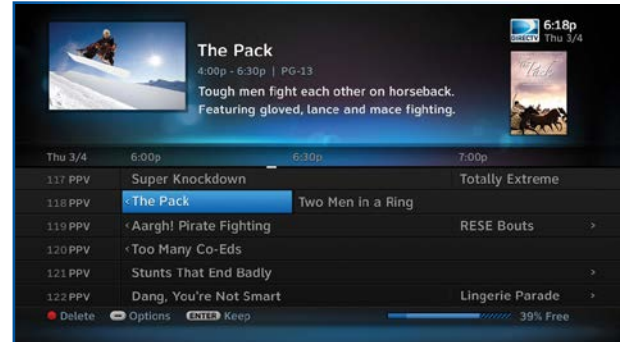 The Pack
4:00p - 6:30p | PG-13
Tough men fight each other on horseback.
Featuring gloved, lance and mace fighting.
DIRECTV
6:18p
Thu 3/4
Pack
Thu 3/4 6:00p 6:30p 7:00p
117 PPV Super Knockdown Totally Extreme
118 PPV <The Pack Two Men in a Ring
119 PPV <Aargh! Pirate Fighting RESE Bouts >
120 PPV <Too Many Co-Eds
121 PPV Stunts That End Badly >
122 PPV Dang, You're Not Smart Lingerie Parade >
Delete Options ENTER Keep 39% Free